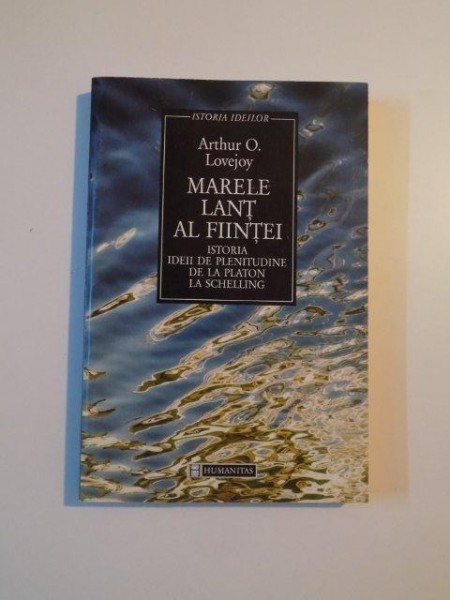 ISTORIA IDEILOR
Arthur O.
Lovejoy
MARELE
LANȚ
AL FIINȚEI
ISTORIA
IDEII DE PLENITUDINE
DE LA PLATON
LA SCHELLING
HUMANITAS